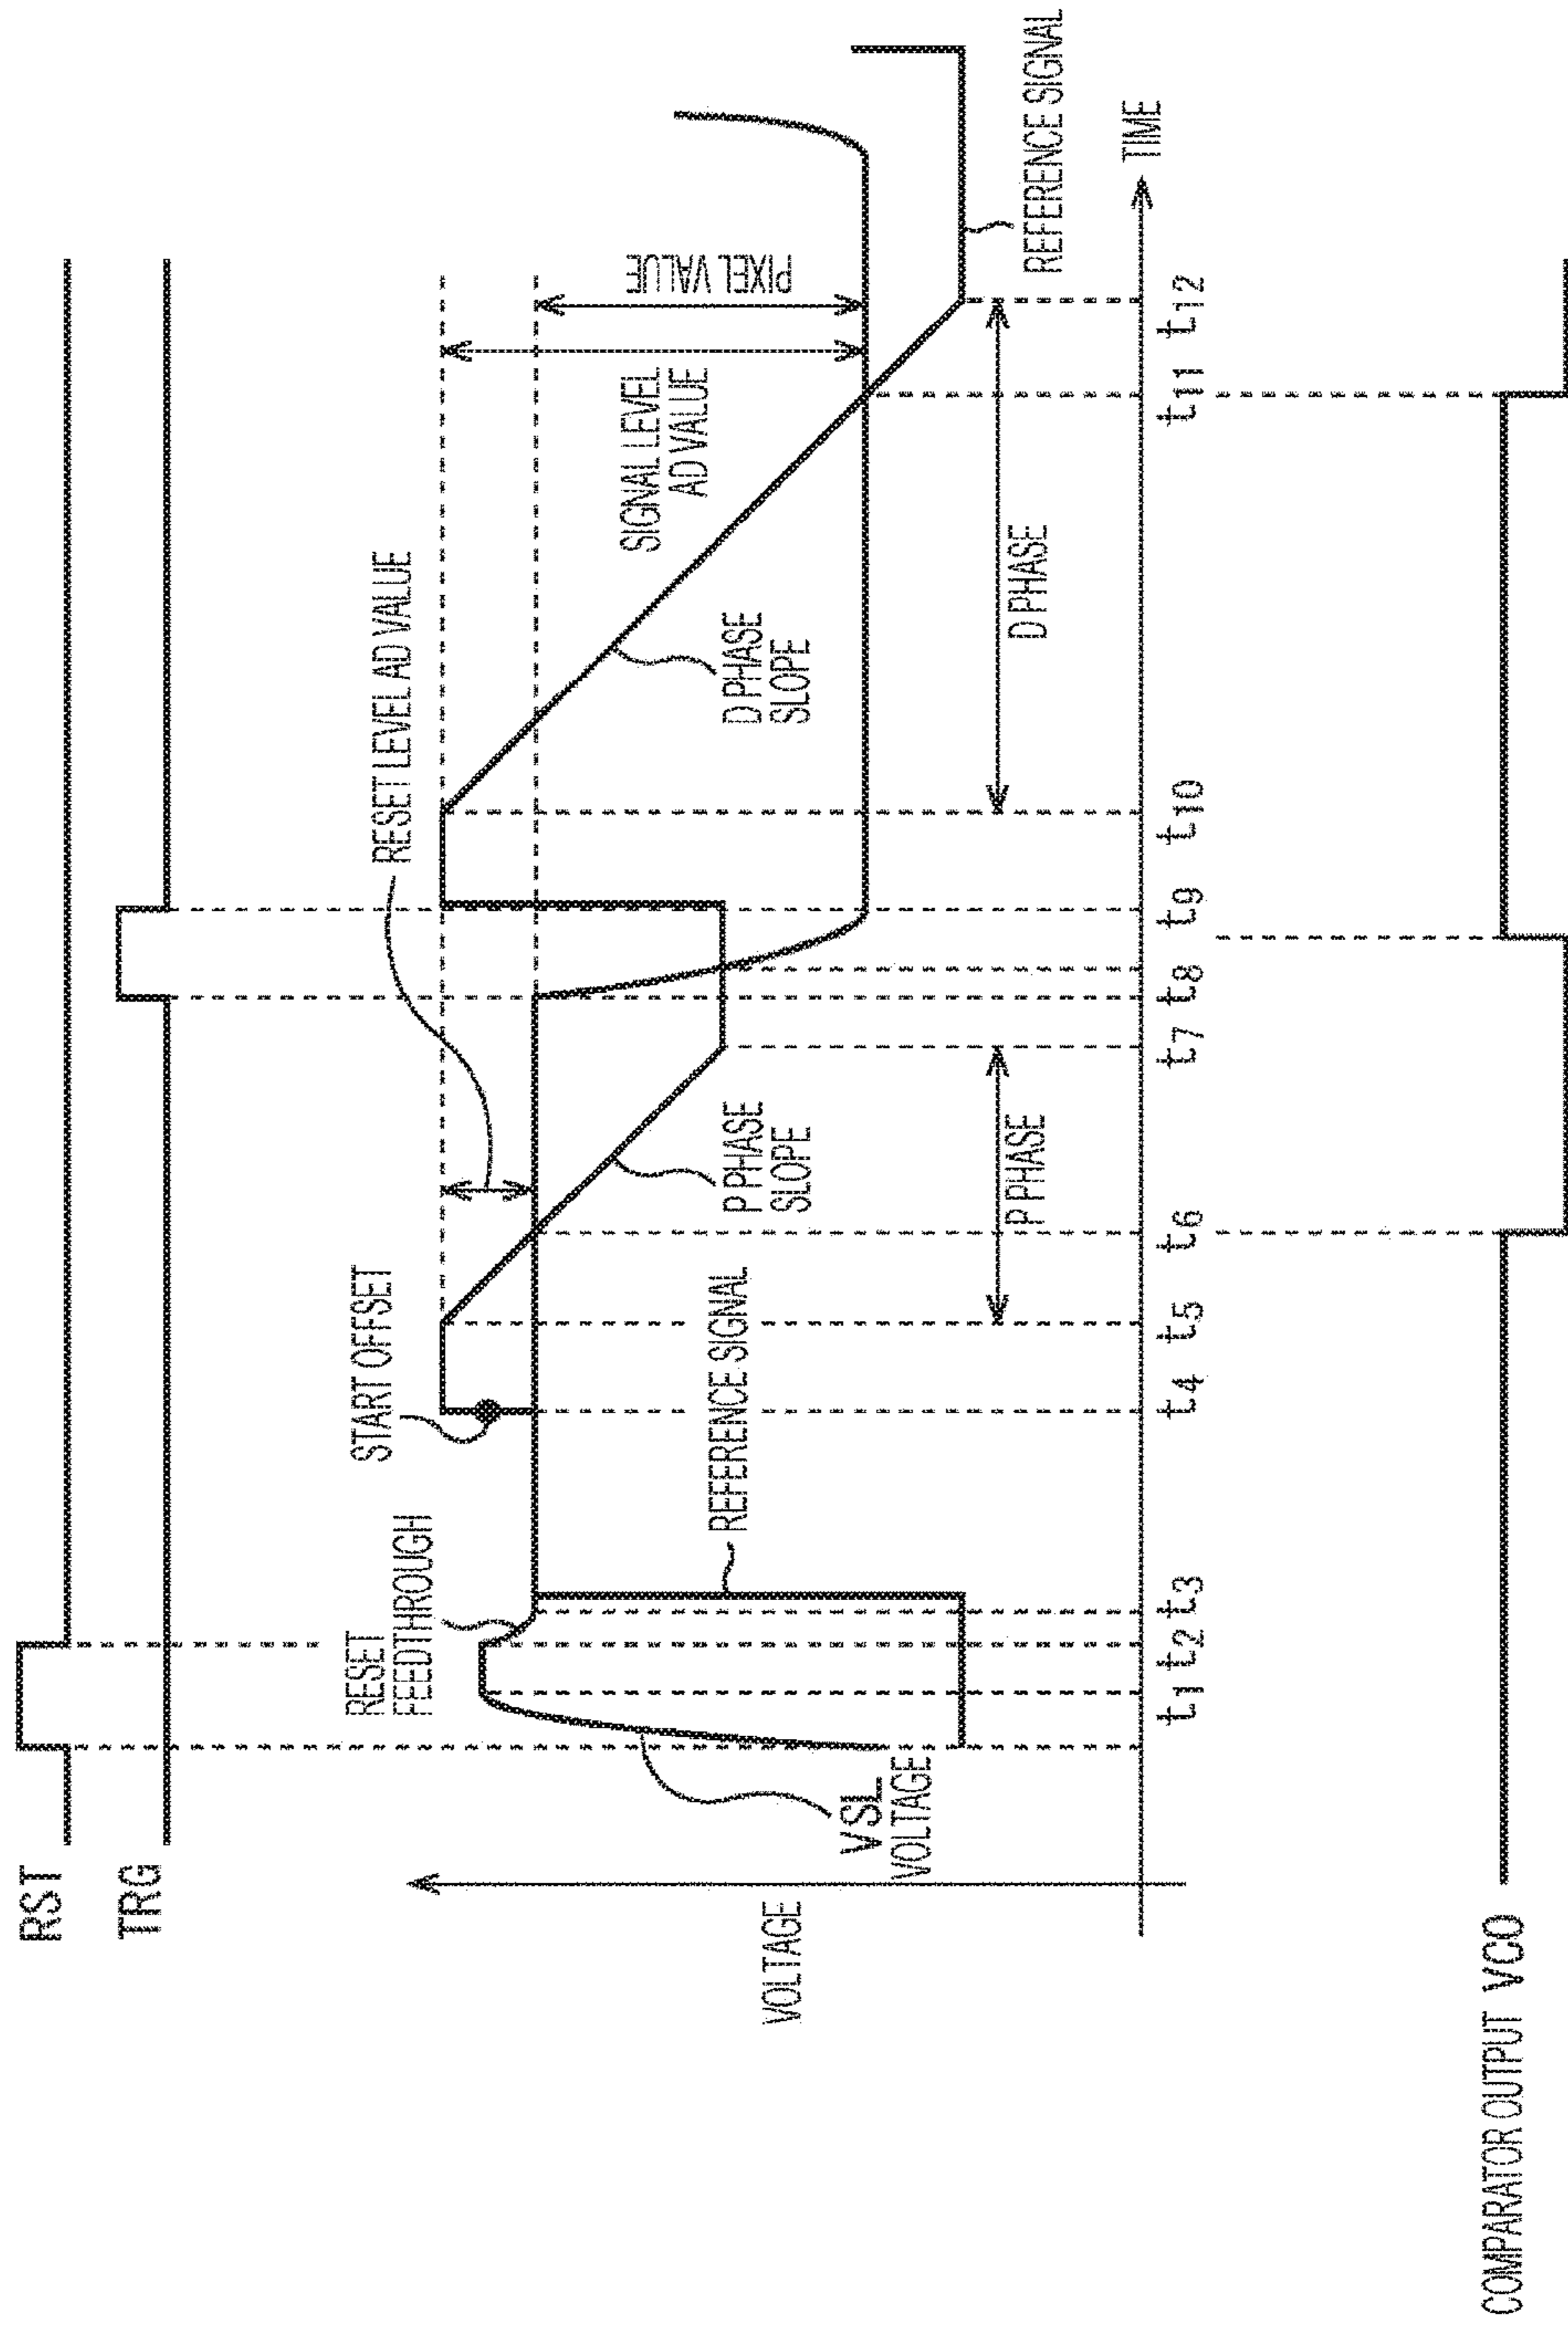 RST
TRG
RESET
FEEDTHROUGH
START OFFSET
RESET LEVEL AD VALUE
VOLTAGE
VSL
VOLTAGE
REFERENCE SIGNAL
P PHASE
SLOPE
D PHASE
SLOPE
SIGNAL LEVEL
AD VALUE
PIXEL VALUE
P PHASE
D PHASE
REFERENCE SIGNAL
TIME
t1 t2 t3 t4 t5 t6 t7 t8 t9 t10 t11 t12
COMPARATOR OUTPUT VCO